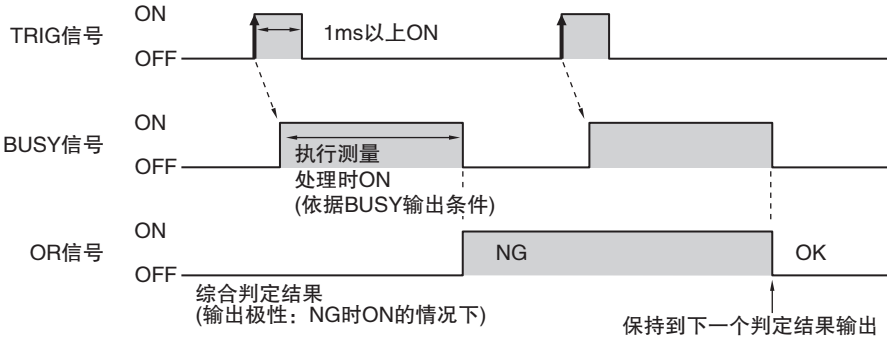 ON
TRIG信号
1ms以上ON
OFF
ON
BUSY信号
执行测量
OFF
处理时ON
(依据BUSY输出条件)
ON
OR信号
NG
OK
OFF
综合判定结果
(输出极性：NG时ON的情况下)
保持到下一个判定结果输出